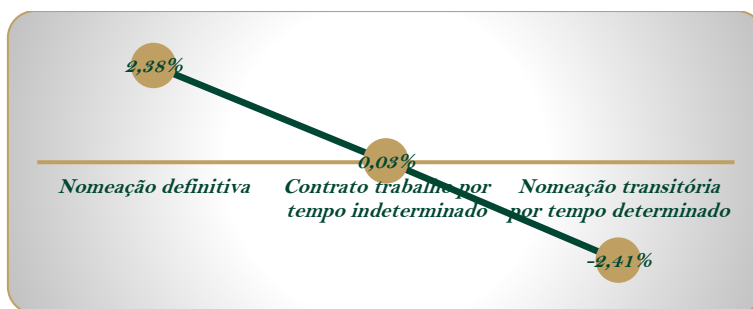 2,38%
0,03%
Nomeação definitiva
Contrato trabalho por
tempo indeterminado
Nomeação transitória
por tempo determinado
-2,41%